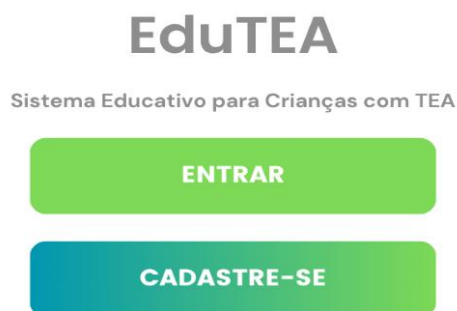 EduTEA
Sistema Educativo para Crianças com TEA
ENTRAR
CADASTRE-SE